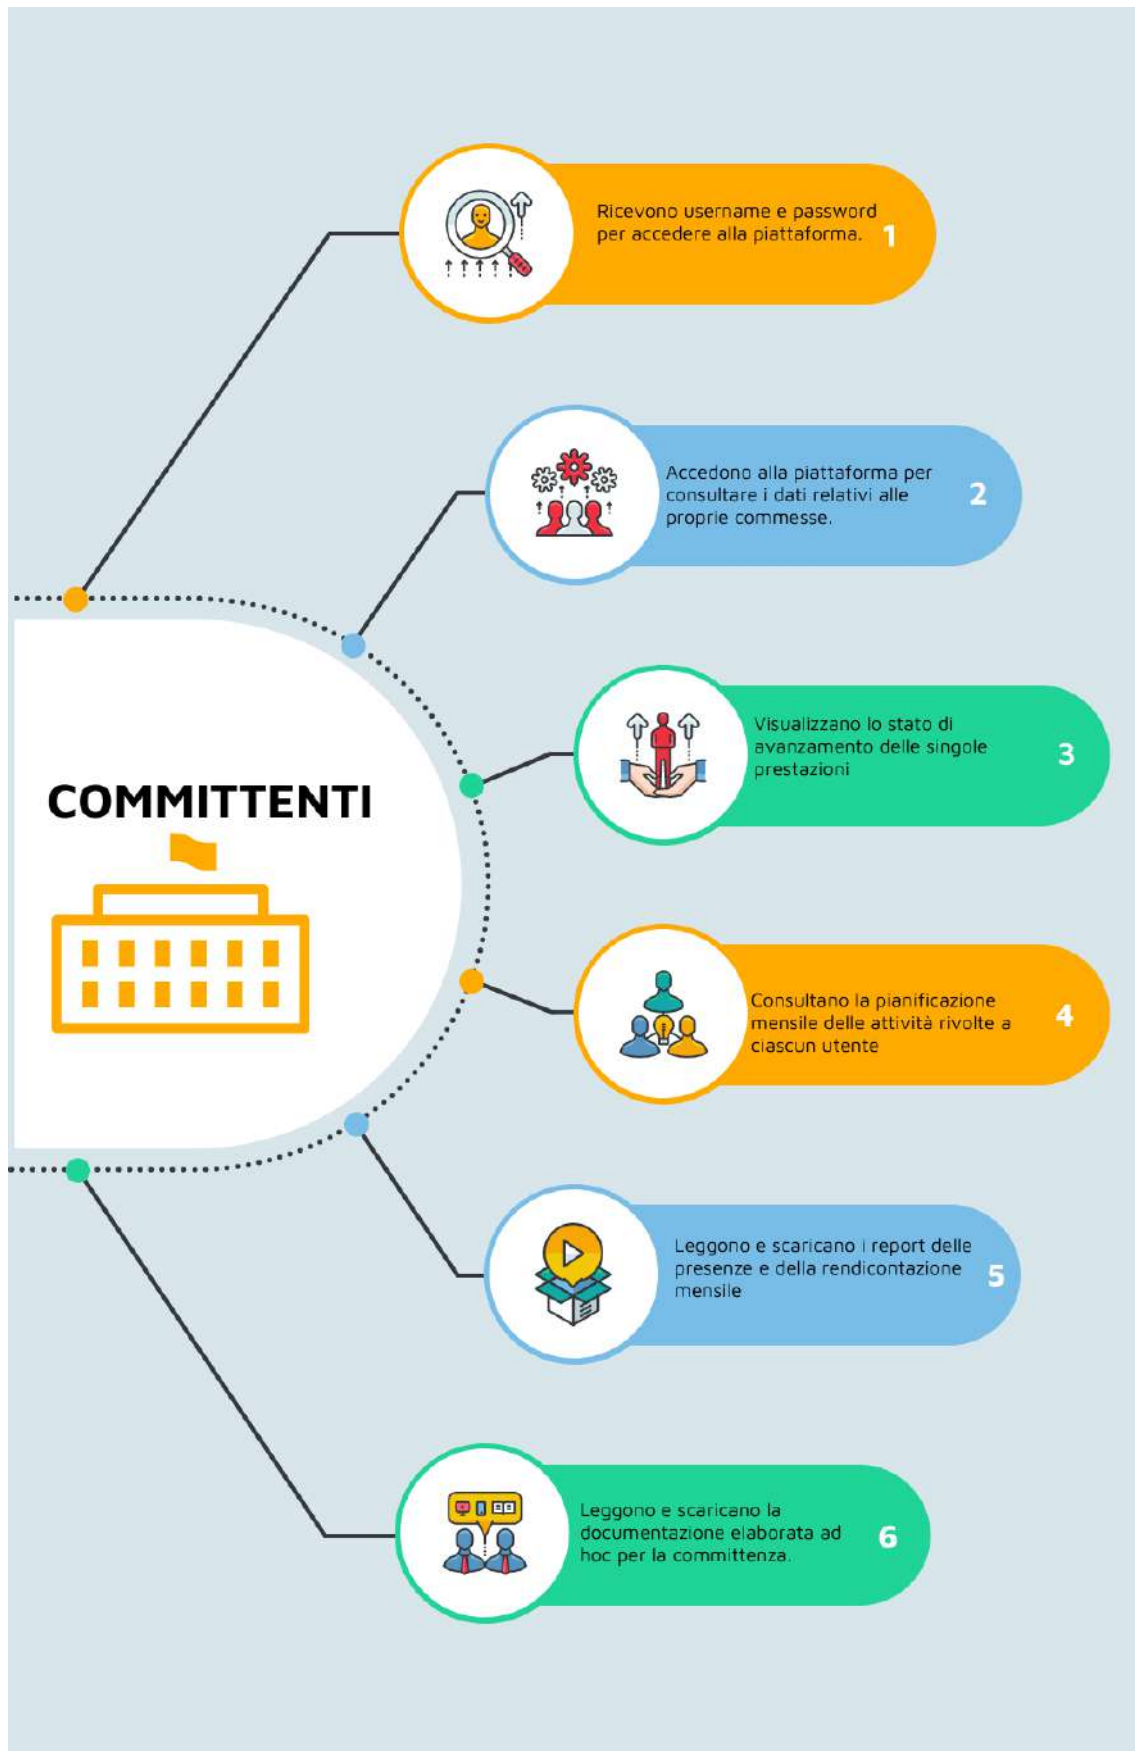 Ricevono username e password
per accedere alla piattaforma. 1
Accedono alla piattaforma per
consultare i dati relativi alle
proprie commesse.
2
Visualizzano lo stato di
avanzamento delle singole
prestazioni
3
COMMITTENTI
Consultano la pianificazione
mensile delle attività rivolte a
ciascun utente
4
Leggono e scaricano i report delle
presenze e della rendicontazione
mensile
5
Leggono e scaricano la
documentazione elaborata ad
hoc per la committenza.
6